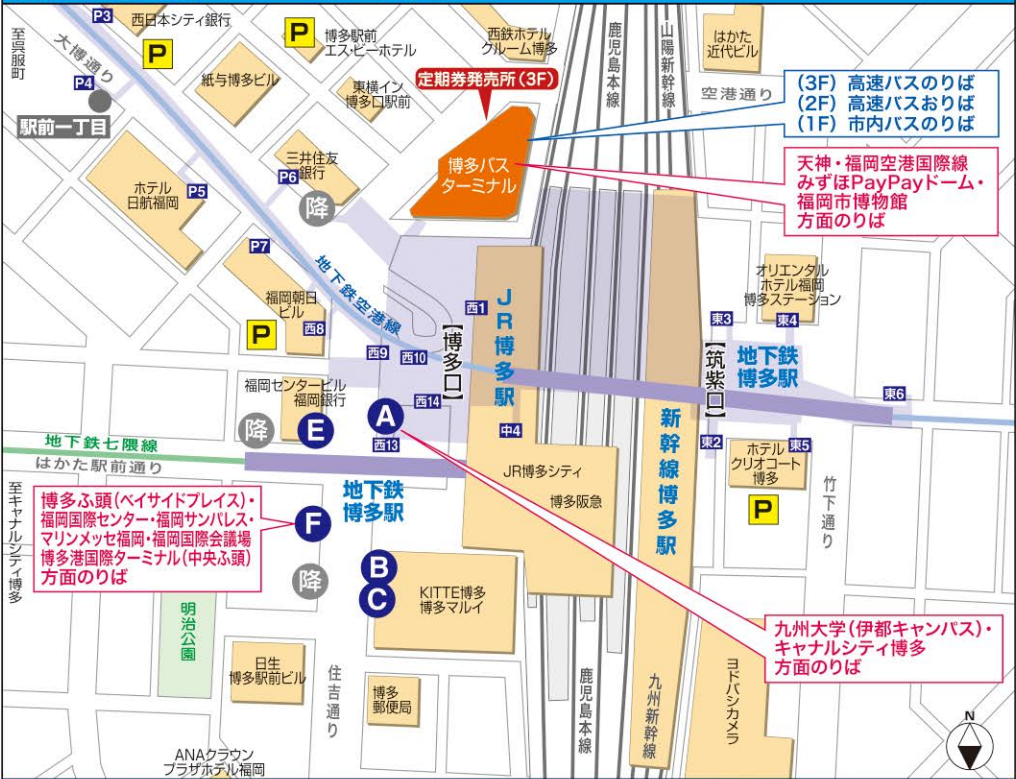 P3
西日本シティ銀行
至呉服町
大博通り
P
P4
駅前一丁目
紙与博多ビル
P
博多駅前
エス・ビーホテル
東横イン
博多口駅前
西鉄ホテル
クルーム博多
定期券発売所(3F)
鹿児島本線
山陽新幹線
はかた
近代ビル
空港通り
(3F) 高速バスのりば
(2F) 高速バスおりば
(1F) 市内バスのりば
博多バス
ターミナル
天神・福岡空港国際線
みずほPayPayドーム・
福岡市博物館
方面のりば
三井住友
銀行
P6
降
ホテル
日航福岡
P5
P7
福岡朝日
ビル
西8
P
地下鉄空港線
西9
西10
【博多口】
西1
JR博多駅
オリエンタル
ホテル福岡
博多ステーション
東3
東4
【筑紫口】
地下鉄
博多駅
東6
福岡センタービル
福岡銀行
西14
A
降
E
西13
中4
新幹線博多駅
東2
東5
ホテル
クリオコート
博多
P
竹下通り
地下鉄七隈線
はかた駅前通り
JR博多シティ
博多阪急
地下鉄
博多駅
至キャナルシティ博多
博多ふ頭(ベイサイドプレイス)・
福岡国際センター・福岡サンパレス・
マリンメッセ福岡・福岡国際会議場
博多港国際ターミナル(中央ふ頭)
方面のりば
F
降
B
C
KITTE博多
博多マルイ
明治公園
九州大学(伊都キャンパス)・
キャナルシティ博多
方面のりば
日生
博多駅前ビル
住吉通り
博多
郵便局
鹿児島本線
九州新幹線
ヨドバシカメラ
N
ANAクラウン
プラザホテル福岡